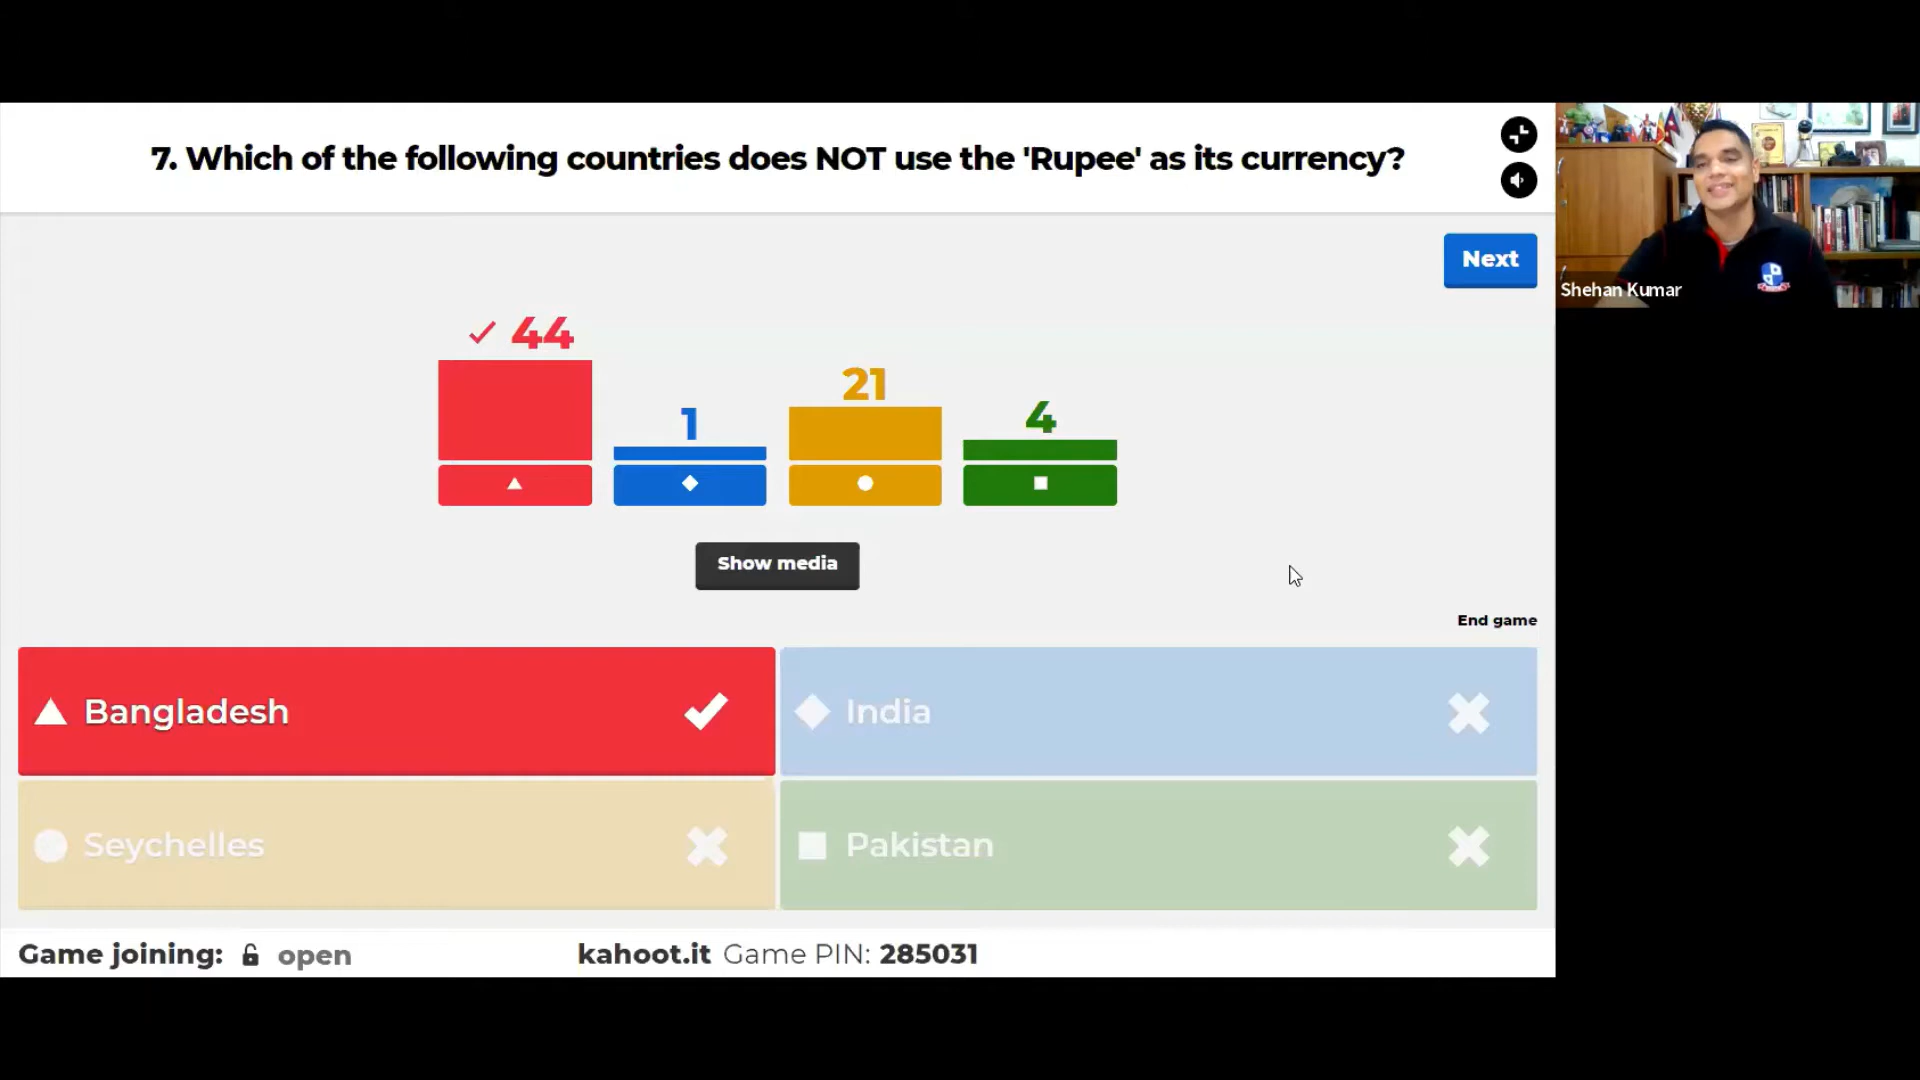 7. Which of the following countries does NOT use the 'Rupee' as its currency?
Next
Shehan Kumar
44
1
21
4
Show media
End game
Bangladesh
India
Seychelles
Pakistan
Game joining: open
kahoot.it Game PIN: 285031